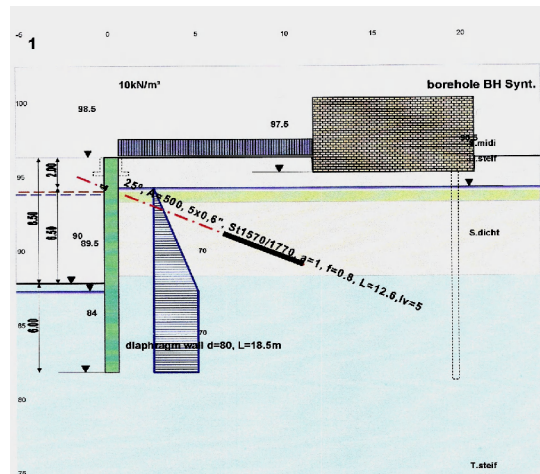 -5 0 5 10 15 20
1
10kN/m³
borehole BH Synt.
100
98.5
97.5
S.midi
T.steif
2.00
95
25°, A=500, 5x0,6", St1570/1770, a=1, f=0.8, L=12.6,lv=5
8.50
6.50
90
89.5
70
S.dicht
90
85
84
70
6.00
diaphragm wall d=80, L=18.5m
80
T.steif
75